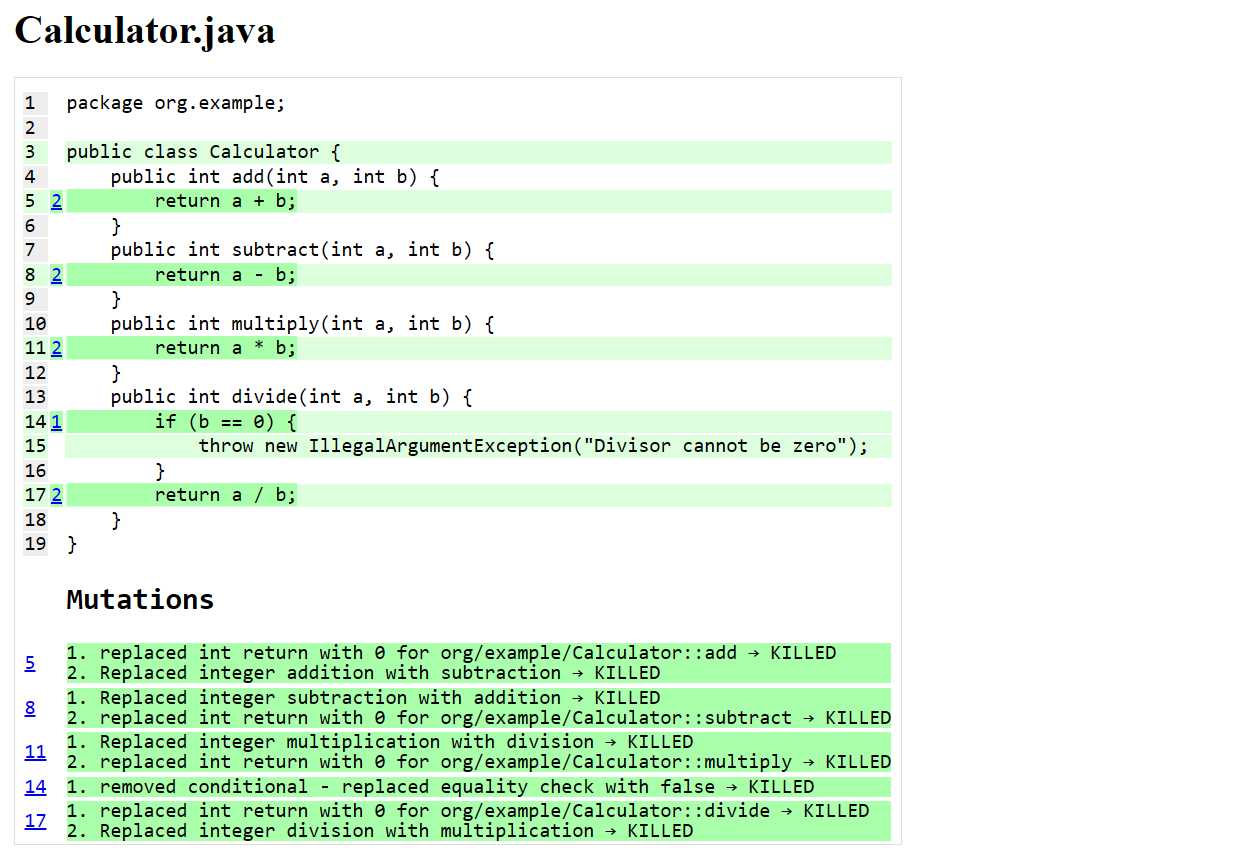 Calculator.java
1 package org.example;
2
3 public class Calculator {
4     public int add(int a, int b) {
5 2         return a + b;
6     }
7     public int subtract(int a, int b) {
8 2         return a - b;
9     }
10     public int multiply(int a, int b) {
11 2         return a * b;
12     }
13     public int divide(int a, int b) {
14 1         if (b == 0) {
15             throw new IllegalArgumentException("Divisor cannot be zero");
16         }
17 2         return a / b;
18     }
19 }
Mutations
5
1. replaced int return with 0 for org/example/Calculator::add → KILLED
2. Replaced integer addition with subtraction → KILLED
8
1. Replaced integer subtraction with addition → KILLED
2. replaced int return with 0 for org/example/Calculator::subtract → KILLED
11
1. Replaced integer multiplication with division → KILLED
2. replaced int return with 0 for org/example/Calculator::multiply → KILLED
14 1. removed conditional - replaced equality check with false → KILLED
17
1. replaced int return with 0 for org/example/Calculator::divide → KILLED
2. Replaced integer division with multiplication → KILLED